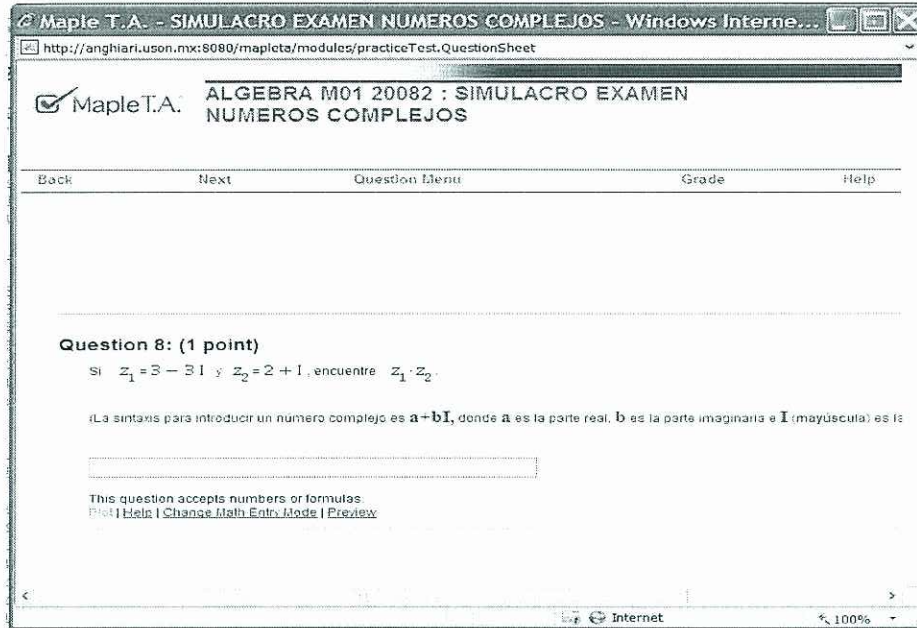 Maple T.A. - SIMULACRO EXAMEN NUMEROS COMPLEJOS - Windows Interne...
http://anghiari.uson.mx:8080/mapleta/modules/practiceTest.QuestionSheet
MapleT.A. ALGEBRA M01 20082 : SIMULACRO EXAMEN
NUMEROS COMPLEJOS
Back Next Question Menu Grade Help
Question 8: (1 point)
Si z₁ = 3 − 3 I y z₂ = 2 + I , encuentre z₁ · z₂ .
(La sintaxis para introducir un número complejo es a+bI, donde a es la parte real, b es la parte imaginaria e I (mayúscula) es la
This question accepts numbers or formulas.
Plot | Help | Change Math Entry Mode | Preview
Internet 100%